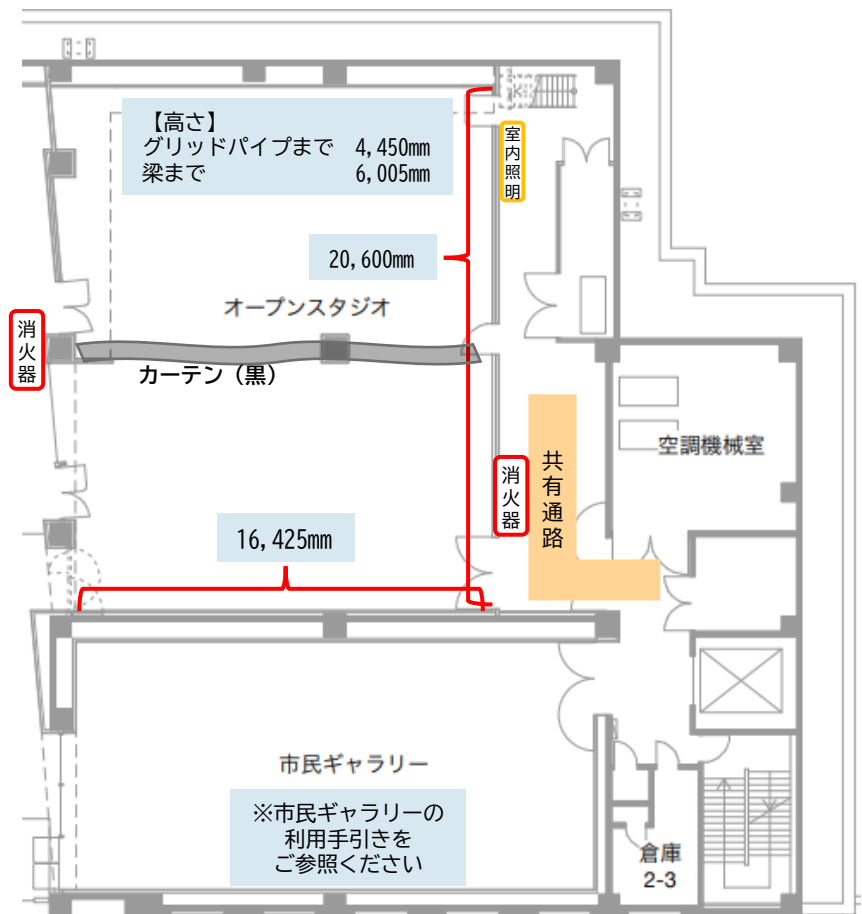 【高さ】
グリッドパイプまで 4,450㎜
梁まで 6,005㎜
室内照明
20,600㎜
オープンスタジオ
消火器
カーテン（黒）
消火器
共有通路
空調機械室
16,425㎜
市民ギャラリー
※市民ギャラリーの
利用手引きを
ご参照ください
倉庫
2-3